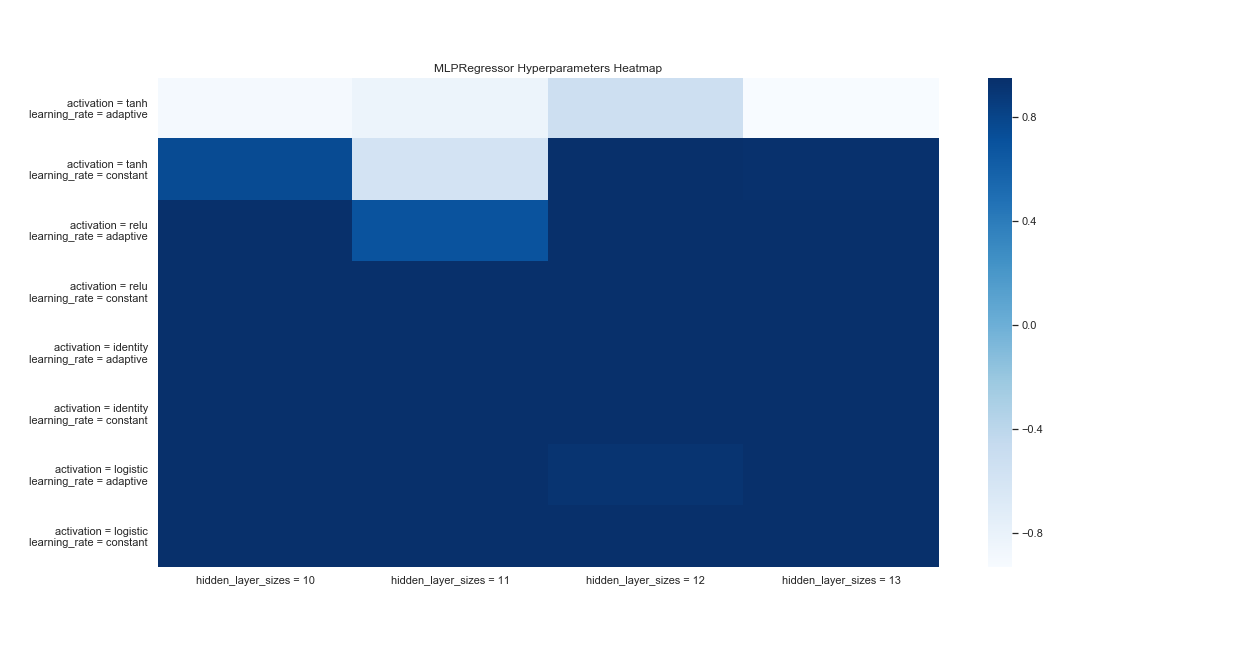 MLPRegressor Hyperparameters Heatmap
activation = tanh
learning_rate = adaptive
activation = tanh
learning_rate = constant
activation = relu
learning_rate = adaptive
activation = relu
learning_rate = constant
activation = identity
learning_rate = adaptive
activation = identity
learning_rate = constant
activation = logistic
learning_rate = adaptive
activation = logistic
learning_rate = constant
hidden_layer_sizes = 10
hidden_layer_sizes = 11
hidden_layer_sizes = 12
hidden_layer_sizes = 13
0.8
0.4
0.0
−0.4
−0.8